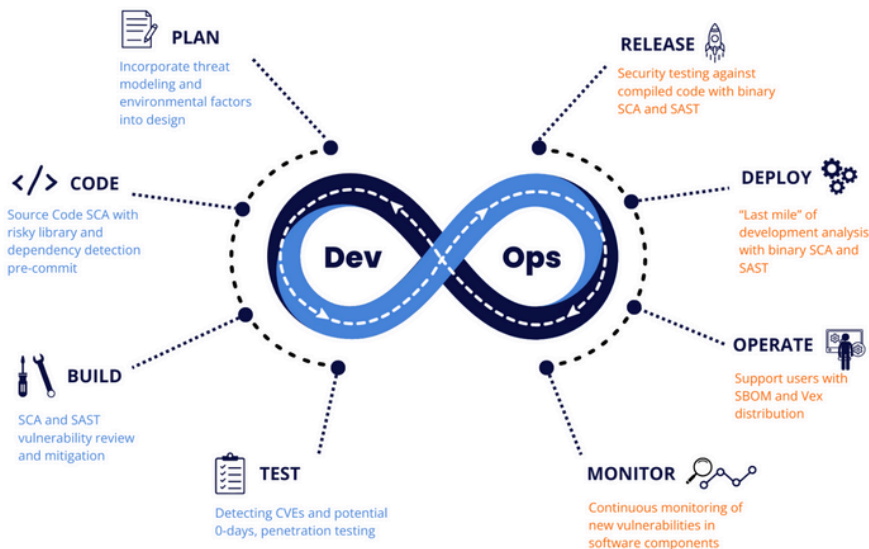 PLAN
Incorporate threat
modeling and
environmental factors
into design
</> CODE
Source Code SCA with
risky library and
dependency detection
pre-commit
BUILD
SCA and SAST
vulnerability review
and mitigation
TEST
Detecting CVEs and potential
0-days, penetration testing
Dev
Ops
RELEASE
Security testing against
compiled code with binary
SCA and SAST
DEPLOY
"Last mile" of
development analysis
with binary SCA and
SAST
OPERATE
Support users with
SBOM and Vex
distribution
MONITOR
Continuous monitoring of
new vulnerabilities in
software components